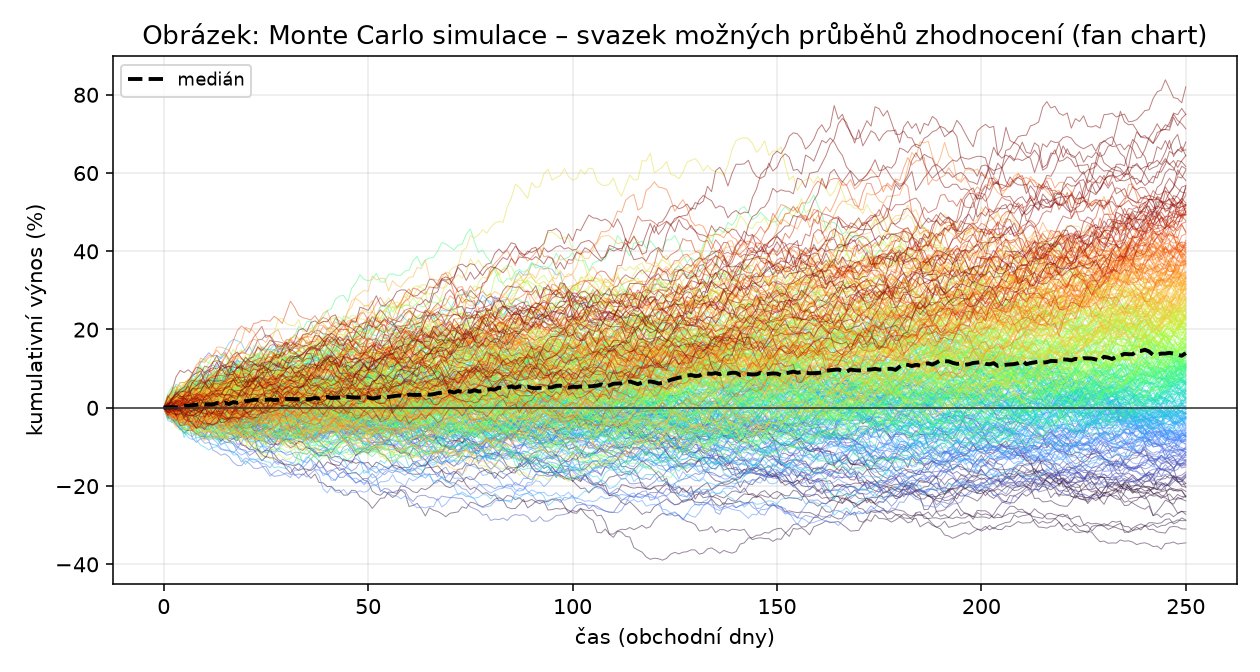 Obrázek: Monte Carlo simulace – svazek možných průběhů zhodnocení (fan chart)
medián
kumulativní výnos (%)
80
60
40
20
0
−20
−40
0 50 100 150 200 250
čas (obchodní dny)